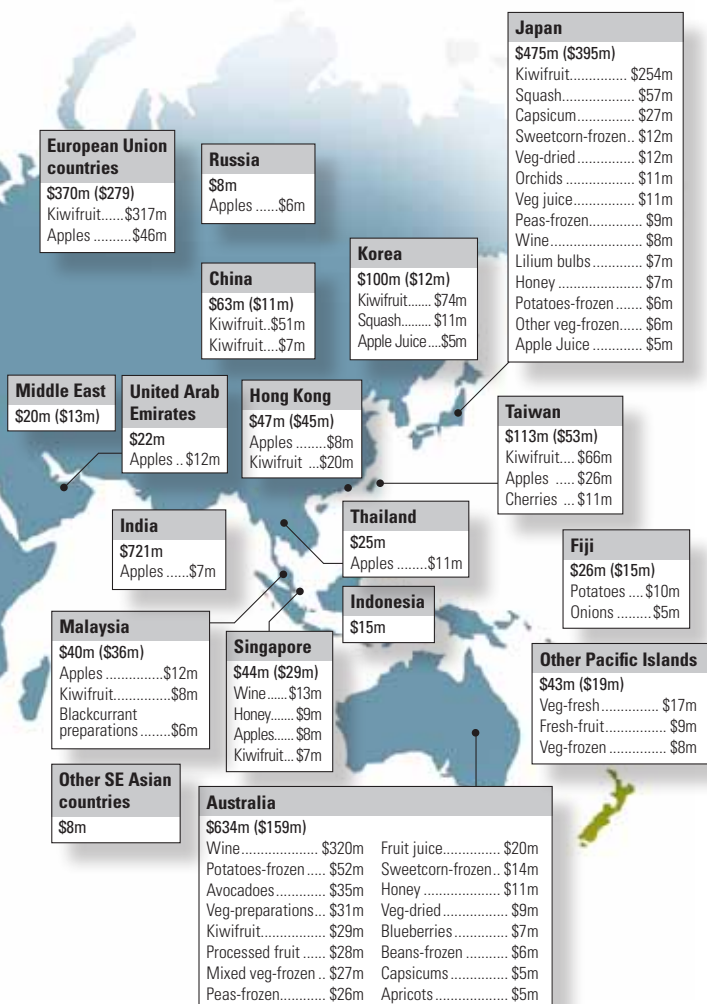 Japan
$475m ($395m)
Kiwifruit............... $254m
Squash.................. $57m
Capsicum.............. $27m
Sweetcorn-frozen.. $12m
Veg-dried.............. $12m
Orchids ................. $11m
Veg juice............... $11m
Peas-frozen............. $9m
Wine....................... $8m
Lilium bulbs............ $7m
Honey ..................... $7m
Potatoes-frozen ...... $6m
Other veg-frozen...... $6m
Apple Juice ............ $5m
European Union
countries
$370m ($279)
Kiwifruit......$317m
Apples ..........$46m
Russia
$8m
Apples ......$6m
Korea
$100m ($12m)
Kiwifruit....... $74m
Squash......... $11m
Apple Juice....$5m
China
$63m ($11m)
Kiwifruit..$51m
Kiwifruit....$7m
Middle East
$20m ($13m)
United Arab
Emirates
$22m
Apples .. $12m
Hong Kong
$47m ($45m)
Apples ........$8m
Kiwifruit ...$20m
Taiwan
$113m ($53m)
Kiwifruit.... $66m
Apples ..... $26m
Cherries ... $11m
India
$721m
Apples ......$7m
Thailand
$25m
Apples ........$11m
Fiji
$26m ($15m)
Potatoes ....$10m
Onions .........$5m
Indonesia
$15m
Malaysia
$40m ($36m)
Apples ...............$12m
Kiwifruit...............$8m
Blackcurrant
preparations ........$6m
Singapore
$44m ($29m)
Wine...... $13m
Honey....... $9m
Apples...... $8m
Kiwifruit... $7m
Other Pacific Islands
$43m ($19m)
Veg-fresh............... $17m
Fresh-fruit................ $9m
Veg-frozen .............. $8m
Other SE Asian
countries
$8m
Australia
$634m ($159m)
Wine.................... $320m
Potatoes-frozen ..... $52m
Avocadoes............. $35m
Veg-preparations... $31m
Kiwifruit................. $29m
Processed fruit ...... $28m
Mixed veg-frozen .. $27m
Peas-frozen............ $26m
Fruit juice............... $20m
Sweetcorn-frozen.. $14m
Honey ................... $11m
Veg-dried................. $9m
Blueberries ............. $7m
Beans-frozen .......... $6m
Capsicums.............. $5m
Apricots .................. $5m